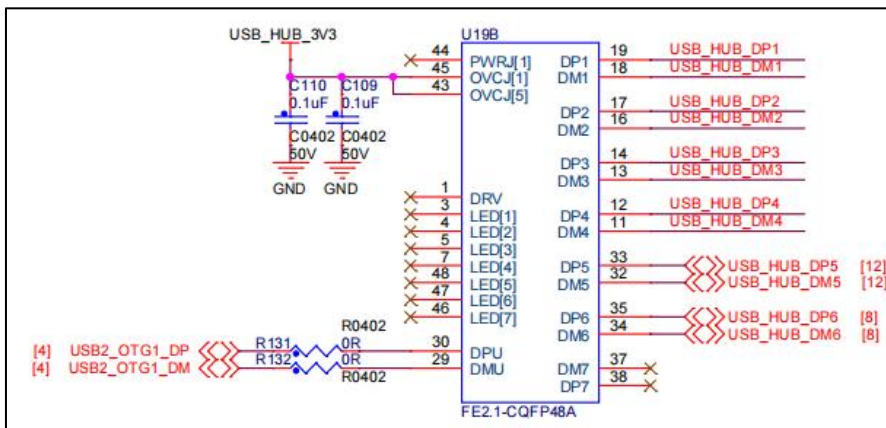 USB_HUB_3V3
U19B
44 PWRJ[1] DP1 19 USB_HUB_DP1
45 OVCJ[1] DM1 18 USB_HUB_DM1
43 OVCJ[5]
C110 C109
0.1uF 0.1uF
DP2 17 USB_HUB_DP2
DM2 16 USB_HUB_DM2
C0402 C0402
50V 50V
DP3 14 USB_HUB_DP3
DM3 13 USB_HUB_DM3
GND GND
1 DRV
3 LED[1] DP4 12 USB_HUB_DP4
4 LED[2] DM4 11 USB_HUB_DM4
5 LED[3]
7 LED[4] DP5 33 USB_HUB_DP5 [12]
48 LED[5] DM5 32 USB_HUB_DM5 [12]
47 LED[6]
46 LED[7] DP6 35 USB_HUB_DP6 [8]
DM6 34 USB_HUB_DM6 [8]
R0402
[4] USB2_OTG1_DP R131 0R 30 DPU
[4] USB2_OTG1_DM R132 0R 29 DMU DM7 37
R0402 DP7 38
FE2.1-CQFP48A